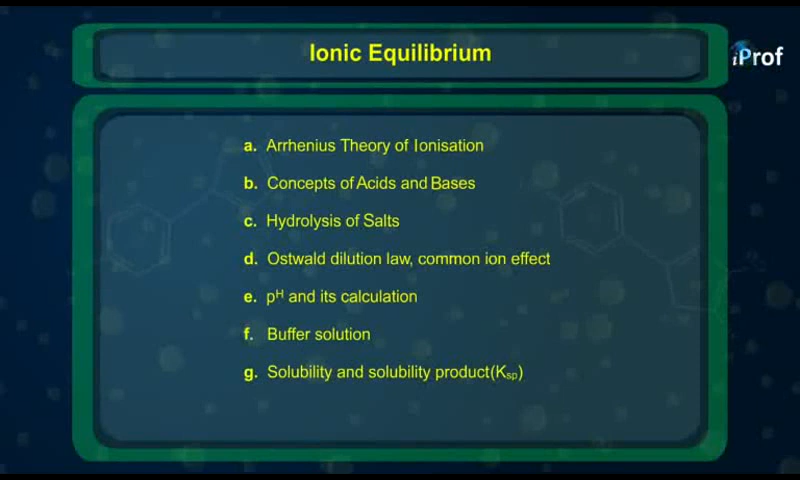 Ionic Equilibrium
iProf
a. Arrhenius Theory of Ionisation
b. Concepts of Acids and Bases
c. Hydrolysis of Salts
d. Ostwald dilution law, common ion effect
e. pᴴ and its calculation
f. Buffer solution
g. Solubility and solubility product(Kₛₚ)